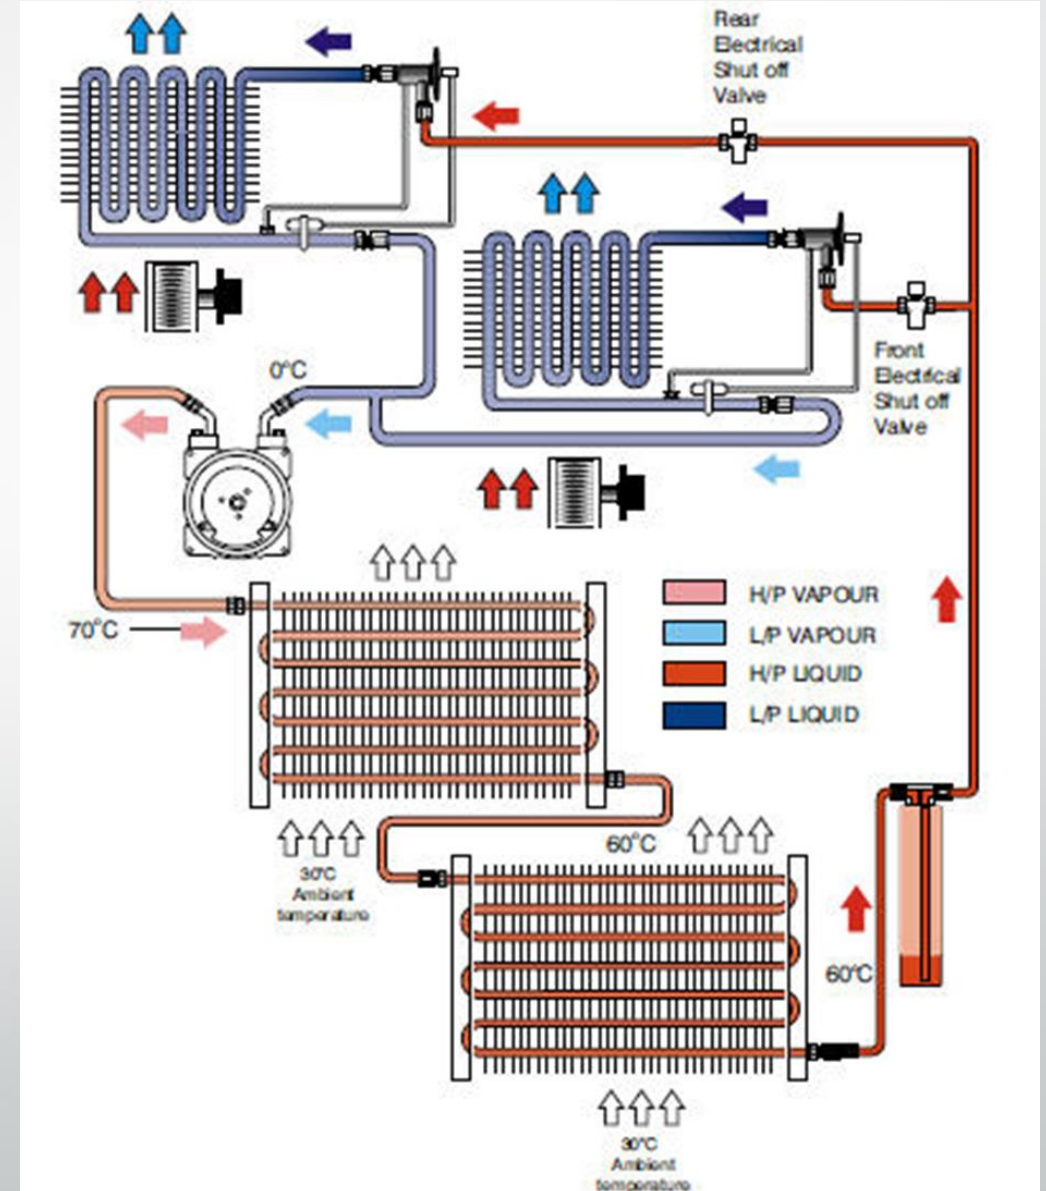 Rear
Electrical
Shut off
Valve
Front
Electrical
Shut off
Valve
0°C
70°C
H/P VAPOUR
L/P VAPOUR
H/P LIQUID
L/P LIQUID
60°C
30°C
Ambient
temperature
60°C
30°C
Ambient
temperature